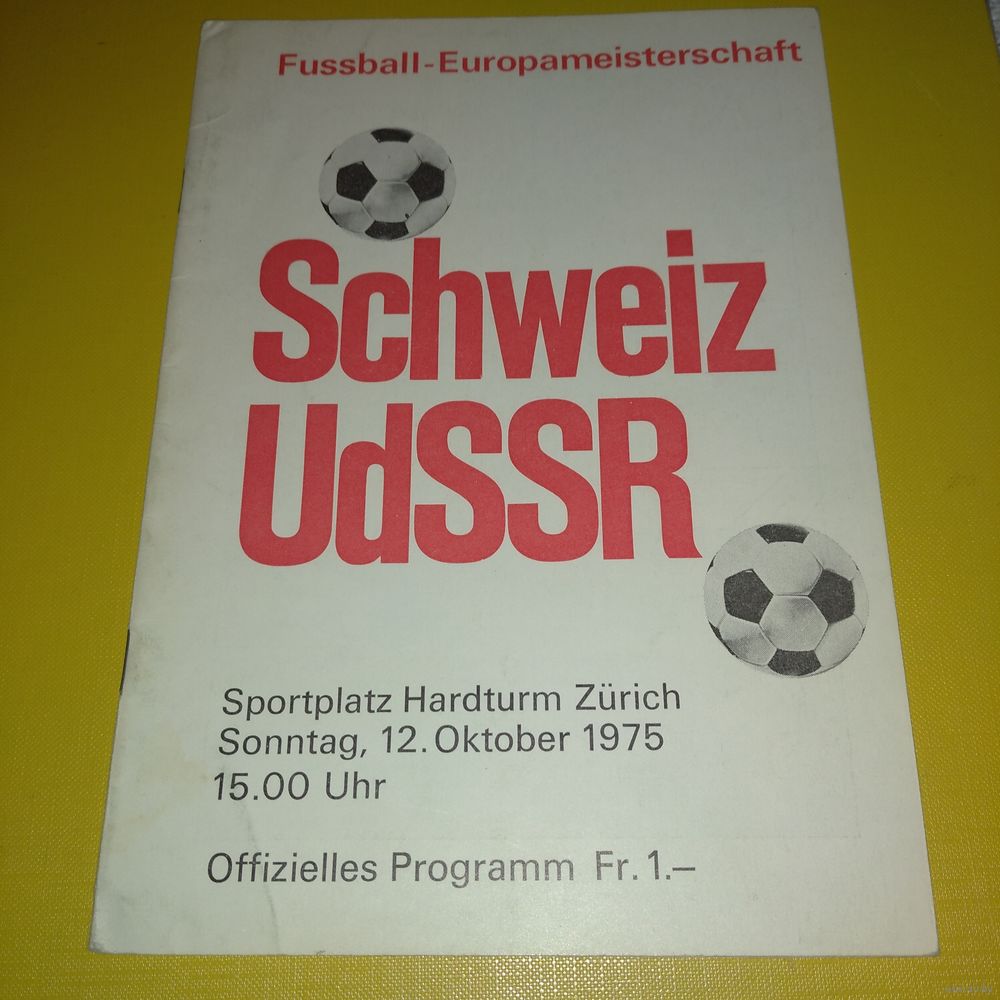 Fussball-Europameisterschaft
Schweiz
UdSSR
Sportplatz Hardturm Zürich
Sonntag, 12. Oktober 1975
15.00 Uhr
Offizielles Programm Fr. 1.–